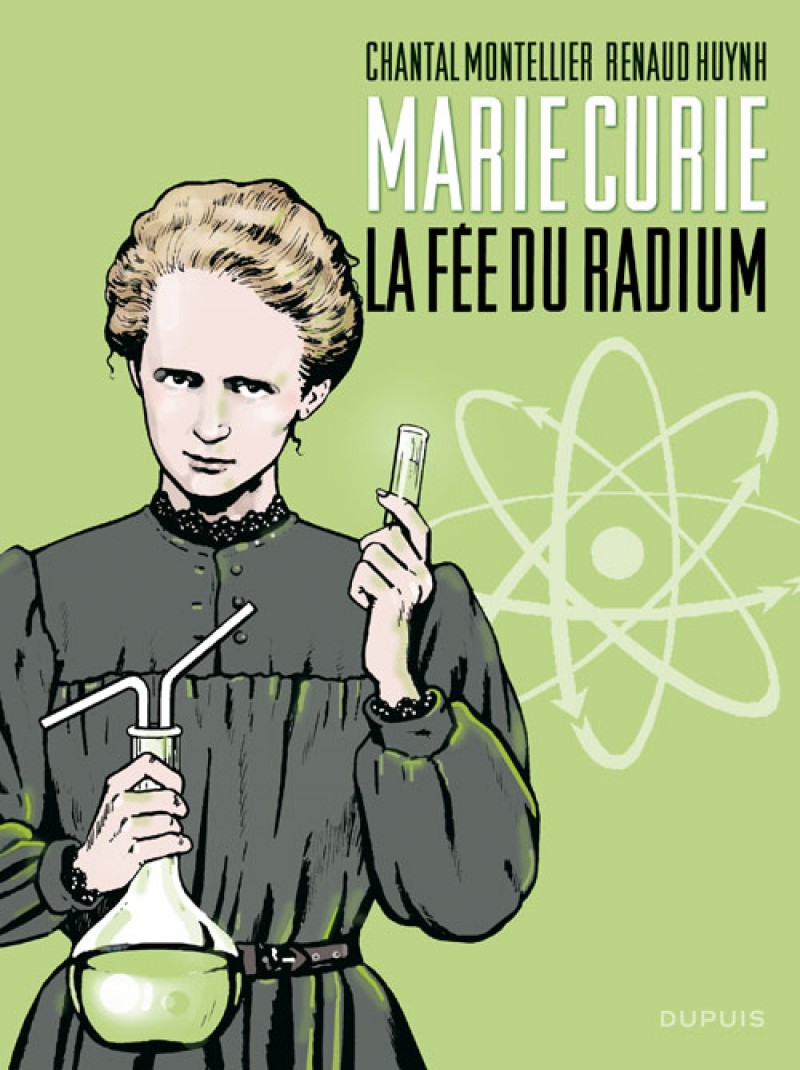 CHANTAL MONTELLIER RENAUD HUYNH
MARIE CURIE
LA FÉE DU RADIUM
DUPUIS